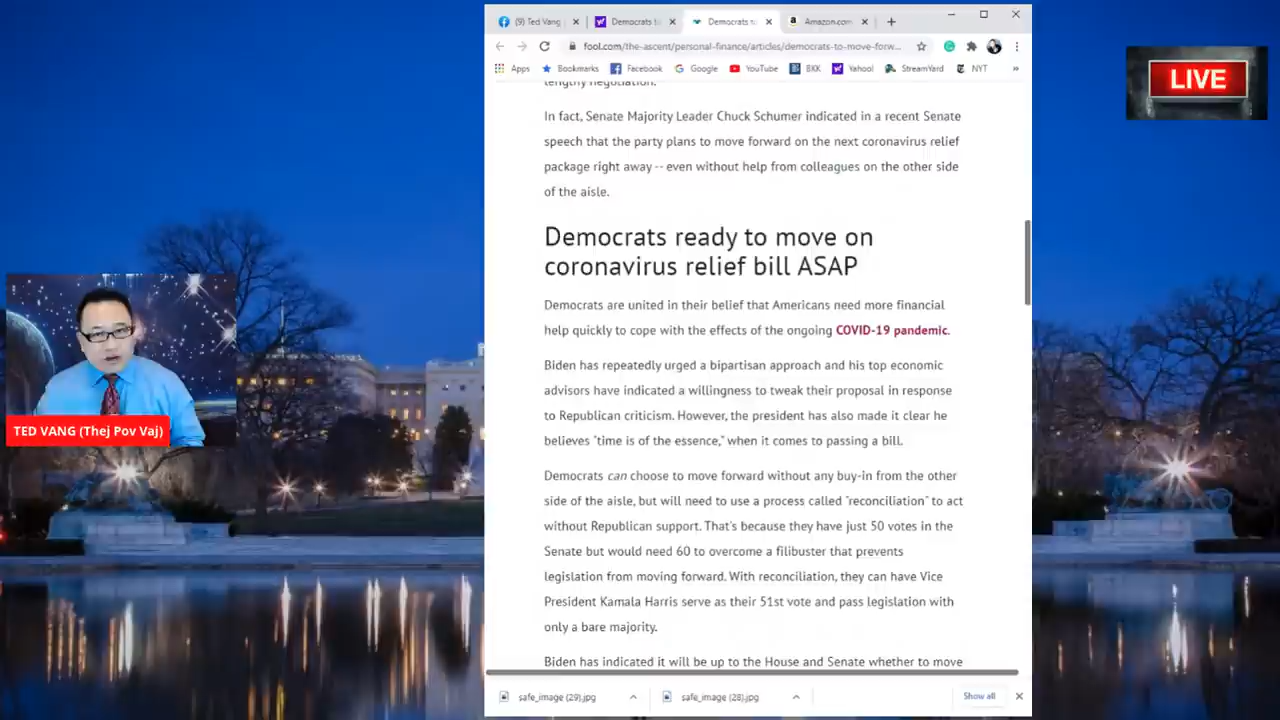 (9) Ted Vang
Democrats to
Democrats to
Amazon.com
fool.com/the-ascent/personal-finance/articles/democrats-to-move-forw...
Apps Bookmarks Facebook Google YouTube BKK Yahoo! StreamYard NYT »
LIVE
lengthy negotiation.
In fact, Senate Majority Leader Chuck Schumer indicated in a recent Senate
speech that the party plans to move forward on the next coronavirus relief
package right away -- even without help from colleagues on the other side
of the aisle.
Democrats ready to move on
coronavirus relief bill ASAP
Democrats are united in their belief that Americans need more financial
help quickly to cope with the effects of the ongoing COVID-19 pandemic.
Biden has repeatedly urged a bipartisan approach and his top economic
advisors have indicated a willingness to tweak their proposal in response
to Republican criticism. However, the president has also made it clear he
believes "time is of the essence," when it comes to passing a bill.
TED VANG (Thej Pov Vaj)
Democrats can choose to move forward without any buy-in from the other
side of the aisle, but will need to use a process called "reconciliation" to act
without Republican support. That's because they have just 50 votes in the
Senate but would need 60 to overcome a filibuster that prevents
legislation from moving forward. With reconciliation, they can have Vice
President Kamala Harris serve as their 51st vote and pass legislation with
only a bare majority.
Biden has indicated it will be up to the House and Senate whether to move
safe_image (29).jpg
safe_image (28).jpg
Show all